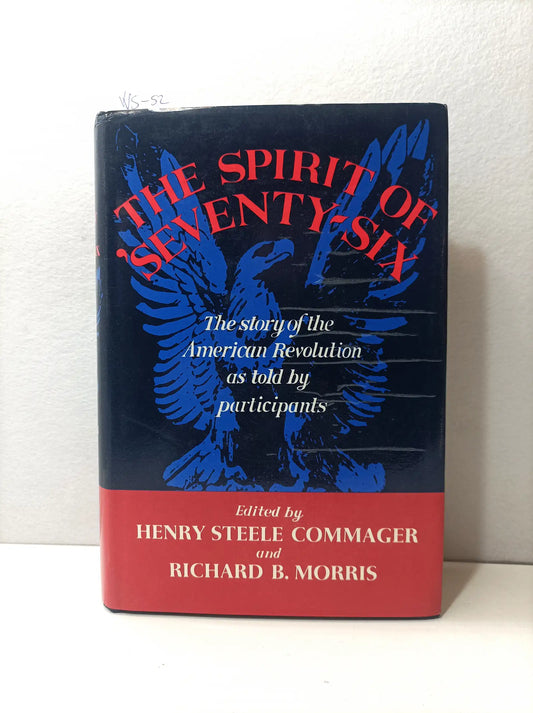 VS-52
THE SPIRIT OF
'SEVENTY-SIX
The story of the
American Revolution
as told by
participants
Edited by
HENRY STEELE COMMAGER
and
RICHARD B. MORRIS